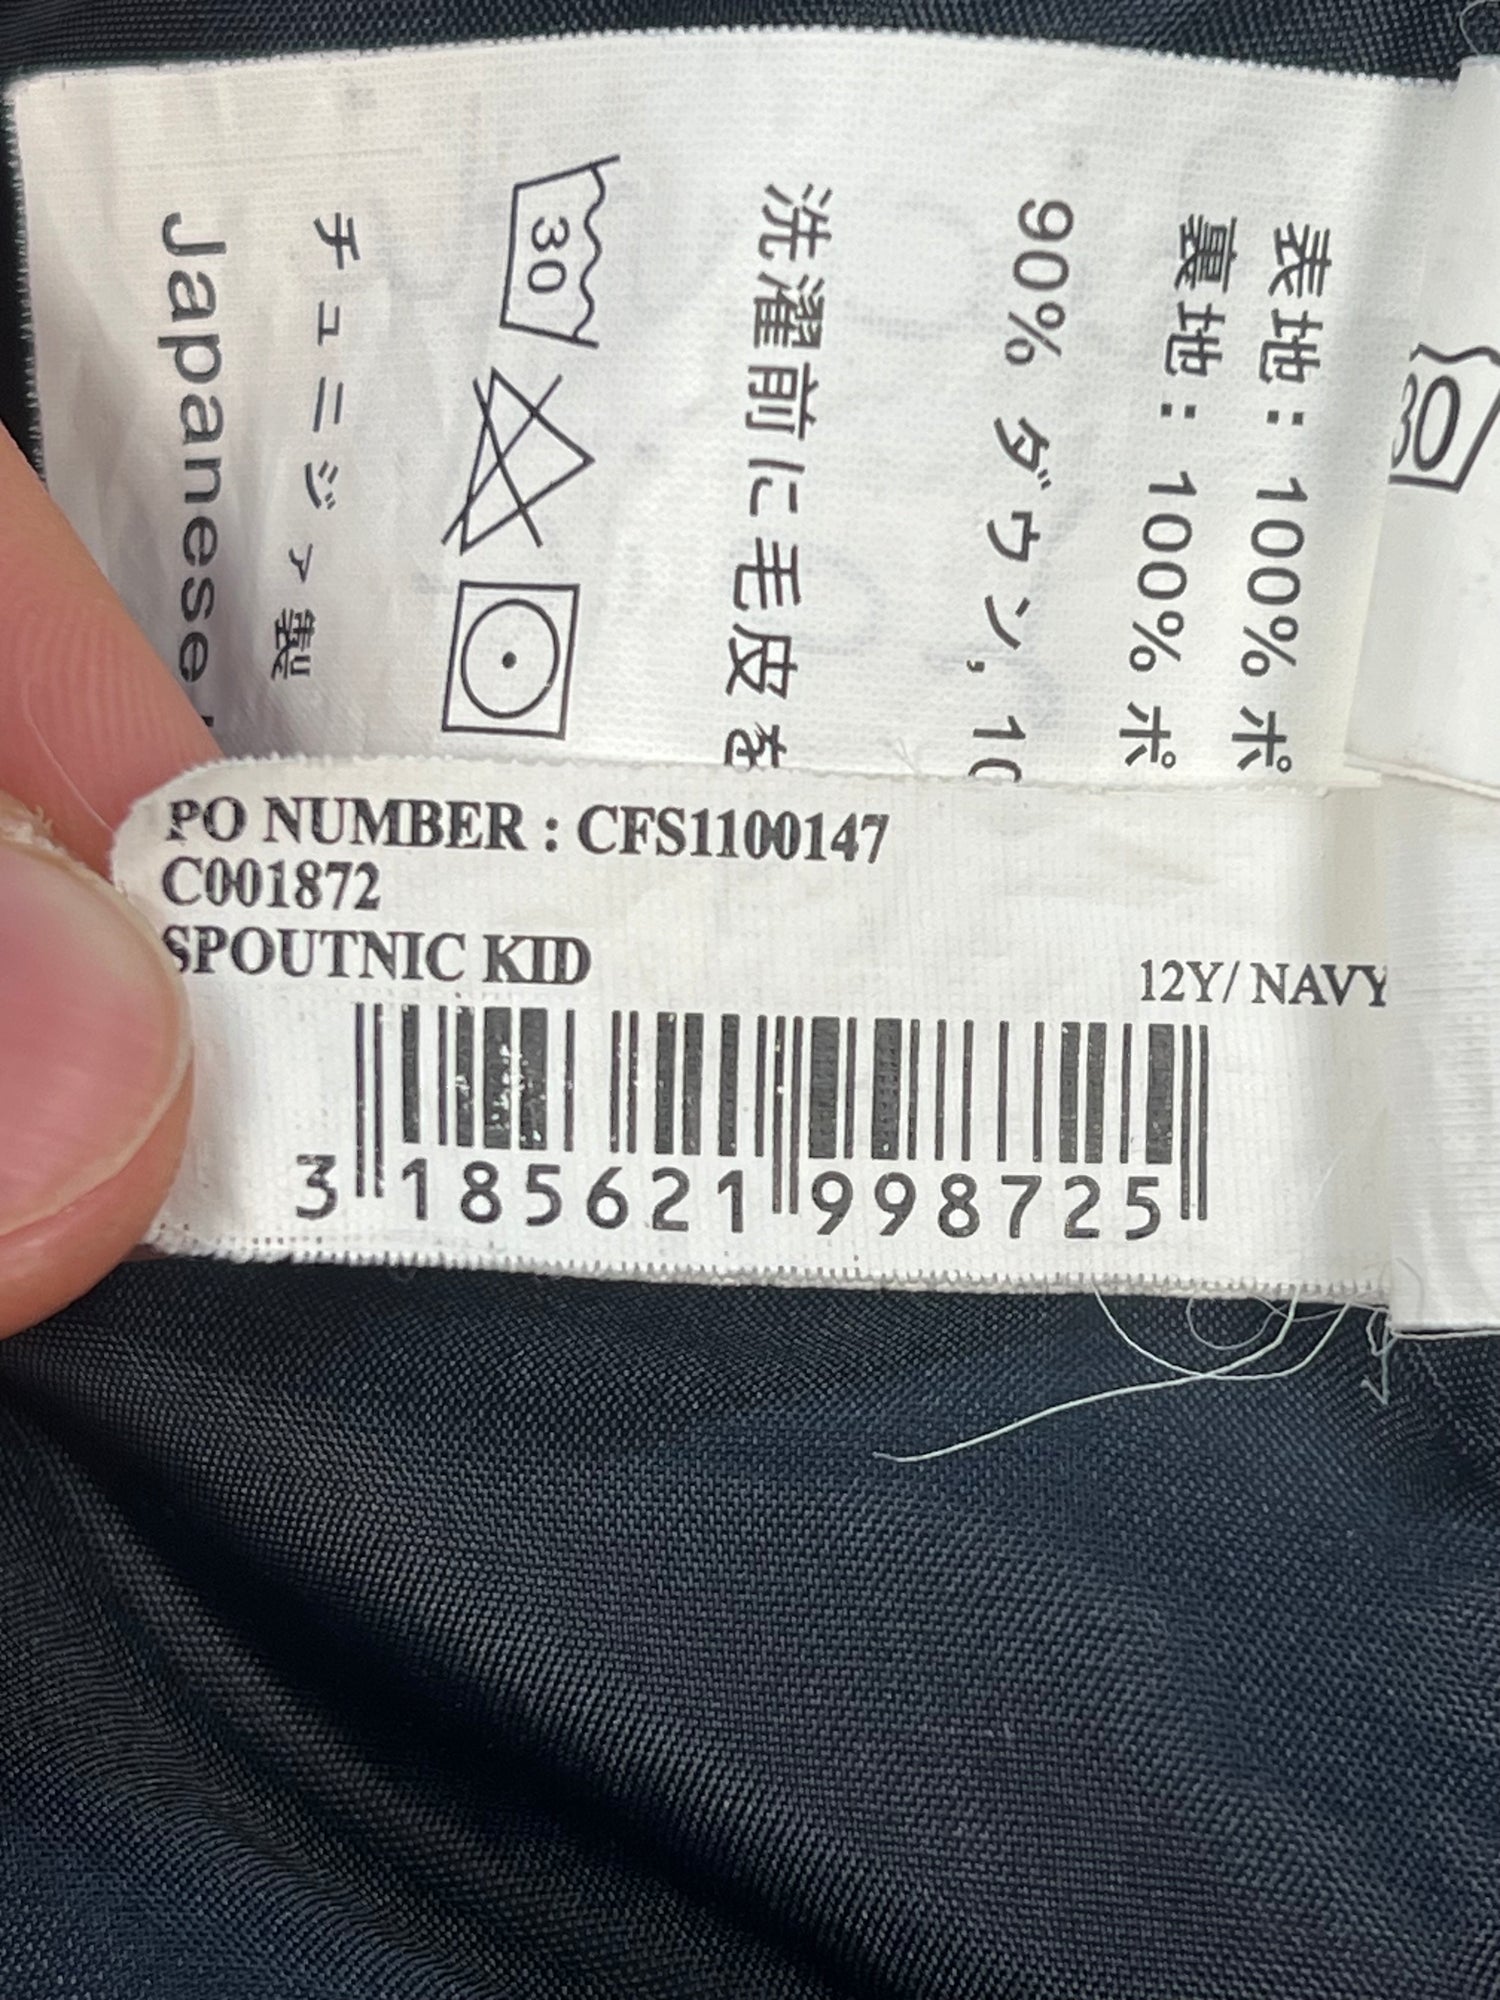 表地: 100% ポ
裏地: 100% ポ
90% ダウン, 10
洗濯前に毛皮を
30
チュニジア製
Japanese
30
PO NUMBER : CFS1100147
C001872
SPOUTNIC KID
12Y/ NAVY
3 185621 998725